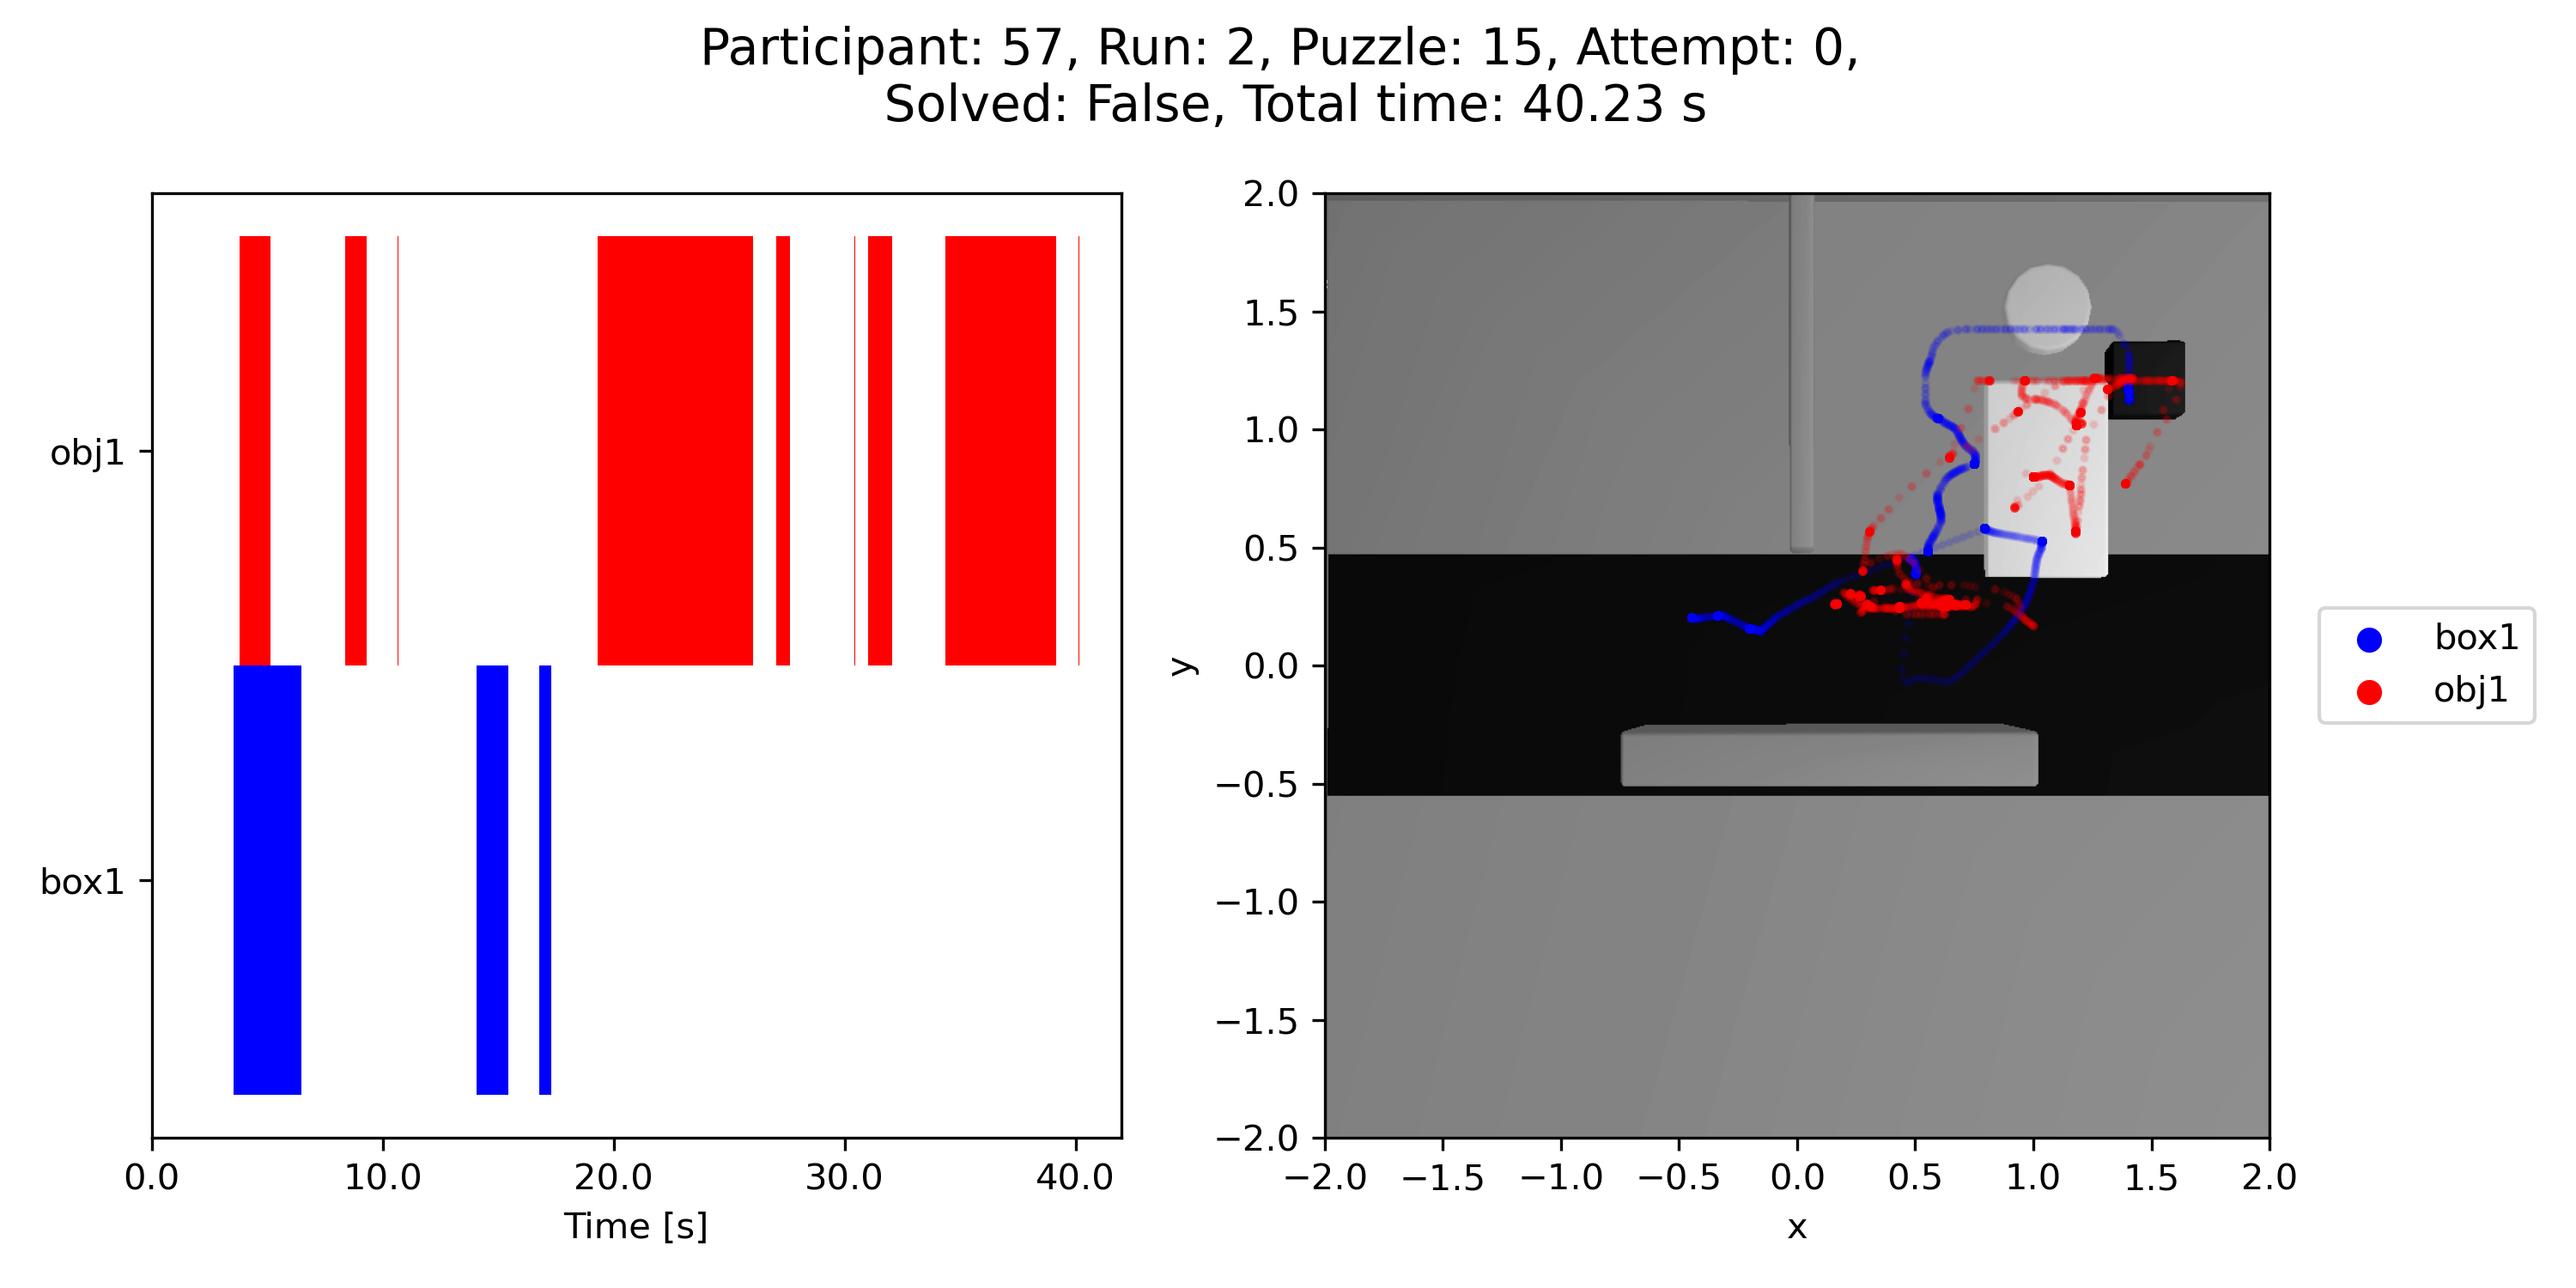 Participant: 57, Run: 2, Puzzle: 15, Attempt: 0,
Solved: False, Total time: 40.23 s
obj1
box1
0.0 10.0 20.0 30.0 40.0
Time [s]
2.0
1.5
1.0
0.5
0.0
−0.5
−1.0
−1.5
−2.0
y
−2.0 −1.5 −1.0 −0.5 0.0 0.5 1.0 1.5 2.0
x
box1
obj1